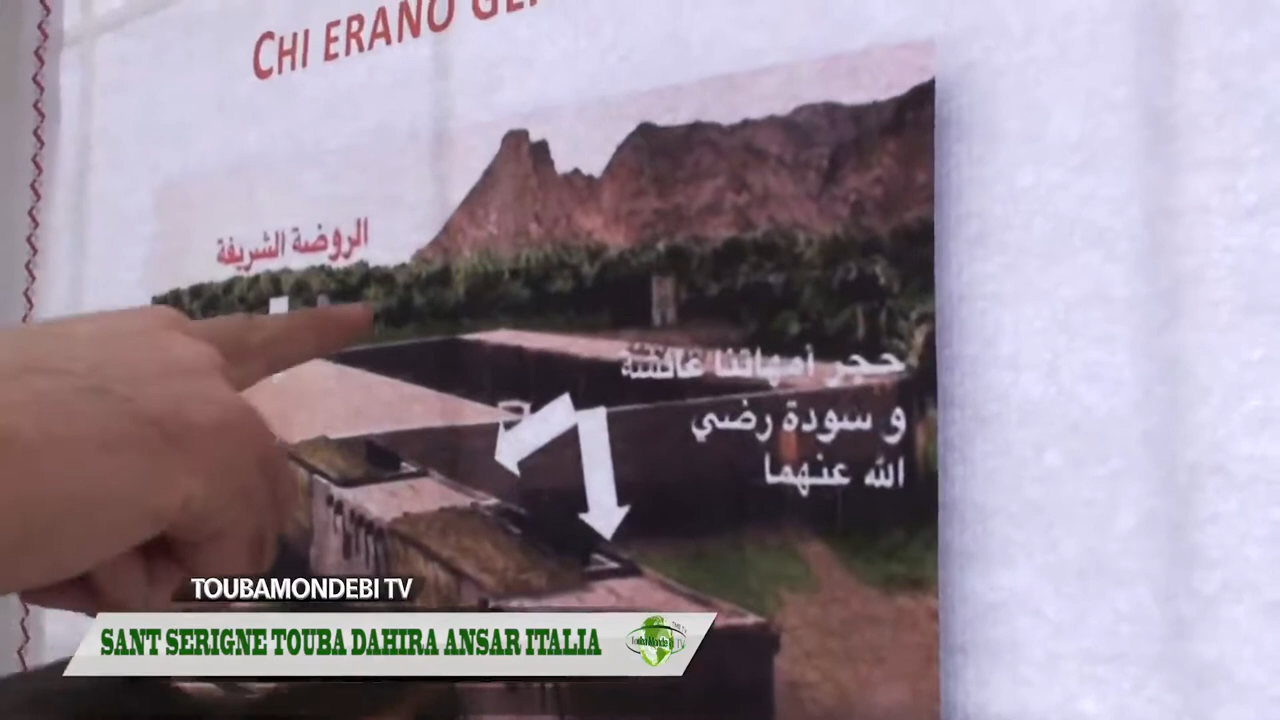 CHI ERANO
الروضة الشريفة
حجر أمهاتنا عائشة
و سودة رضي
الله عنهما
TOUBAMONDEBI TV
SANT SERIGNE TOUBA DAHIRA ANSAR ITALIA